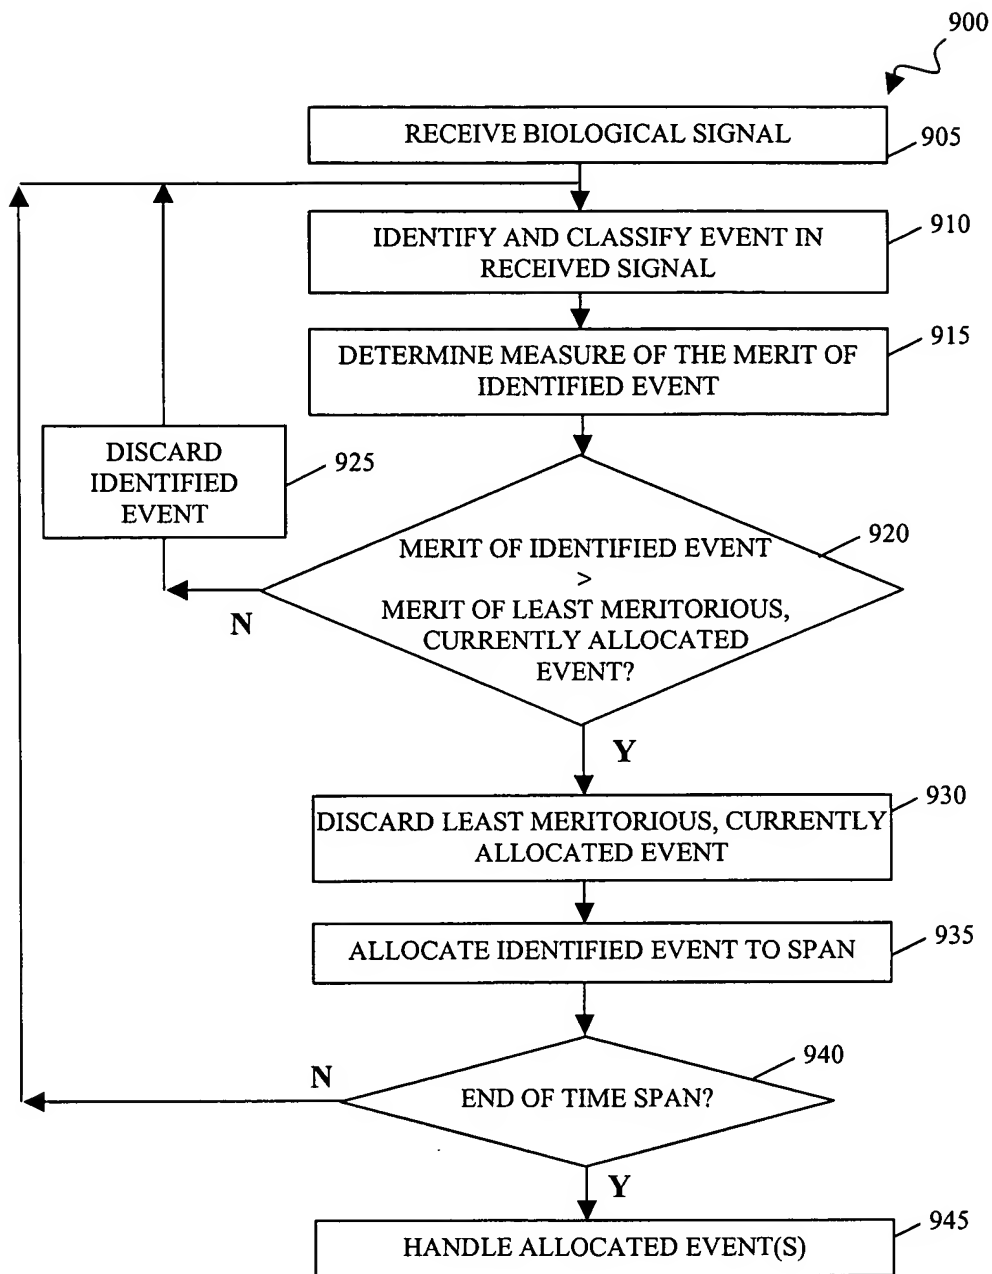 900
RECEIVE BIOLOGICAL SIGNAL
905
IDENTIFY AND CLASSIFY EVENT IN
RECEIVED SIGNAL
910
DETERMINE MEASURE OF THE MERIT OF
IDENTIFIED EVENT
915
DISCARD
IDENTIFIED
EVENT
925
MERIT OF IDENTIFIED EVENT
>
MERIT OF LEAST MERITORIOUS,
CURRENTLY ALLOCATED
EVENT?
920
N
Y
DISCARD LEAST MERITORIOUS, CURRENTLY
ALLOCATED EVENT
930
ALLOCATE IDENTIFIED EVENT TO SPAN
935
END OF TIME SPAN?
940
N
Y
HANDLE ALLOCATED EVENT(S)
945